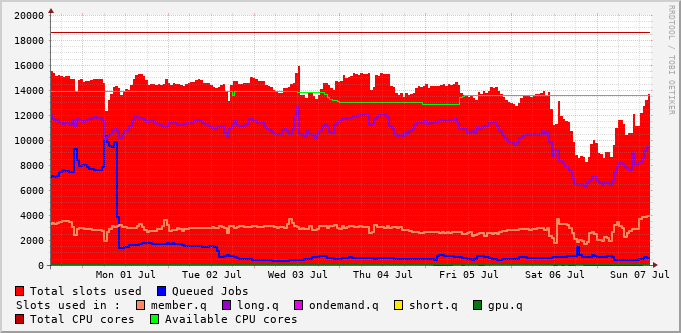 20000
18000
16000
14000
12000
10000
8000
6000
4000
2000
0
Mon 01 Jul Tue 02 Jul Wed 03 Jul Thu 04 Jul Fri 05 Jul Sat 06 Jul Sun 07 Jul
Total slots used Queued Jobs
Slots used in : member.q long.q ondemand.q short.q gpu.q
Total CPU cores Available CPU cores
RRDTOOL / TOBI OETIKER